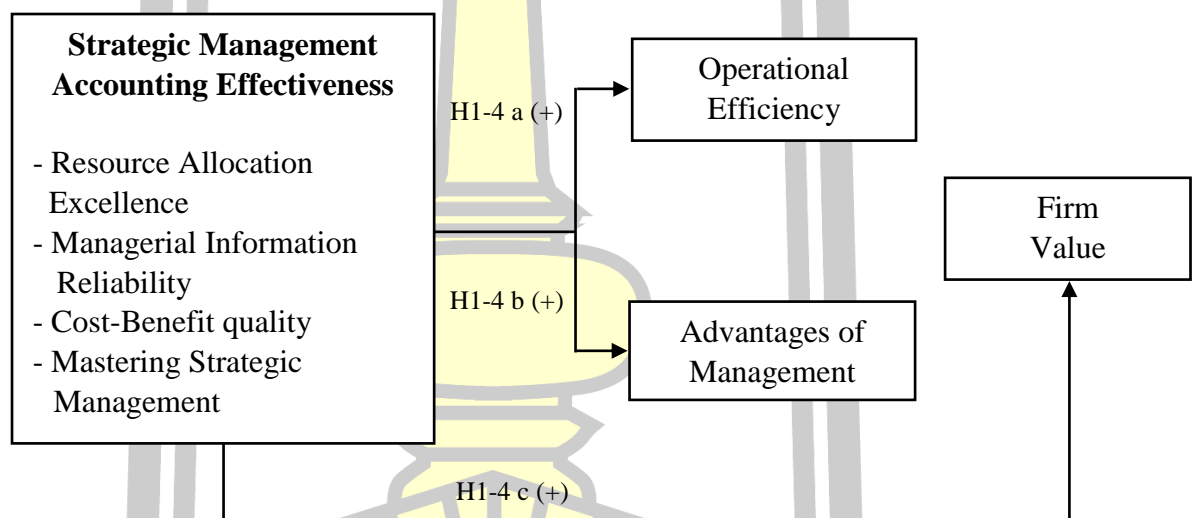 Strategic Management
Accounting Effectiveness
- Resource Allocation
Excellence
- Managerial Information
Reliability
- Cost-Benefit quality
- Mastering Strategic
Management
H1-4 a (+)
H1-4 b (+)
H1-4 c (+)
Operational
Efficiency
Advantages of
Management
Firm
Value